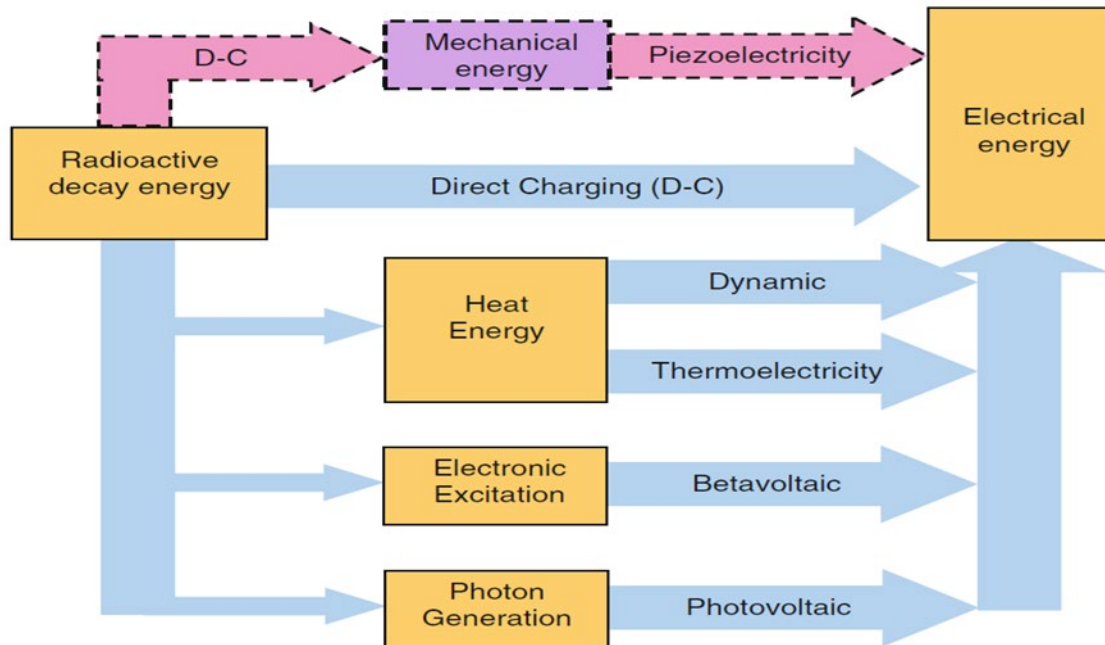 D-C
Mechanical
energy
Piezoelectricity
Electrical
energy
Radioactive
decay energy
Direct Charging (D-C)
Heat
Energy
Dynamic
Thermoelectricity
Electronic
Excitation
Betavoltaic
Photon
Generation
Photovoltaic